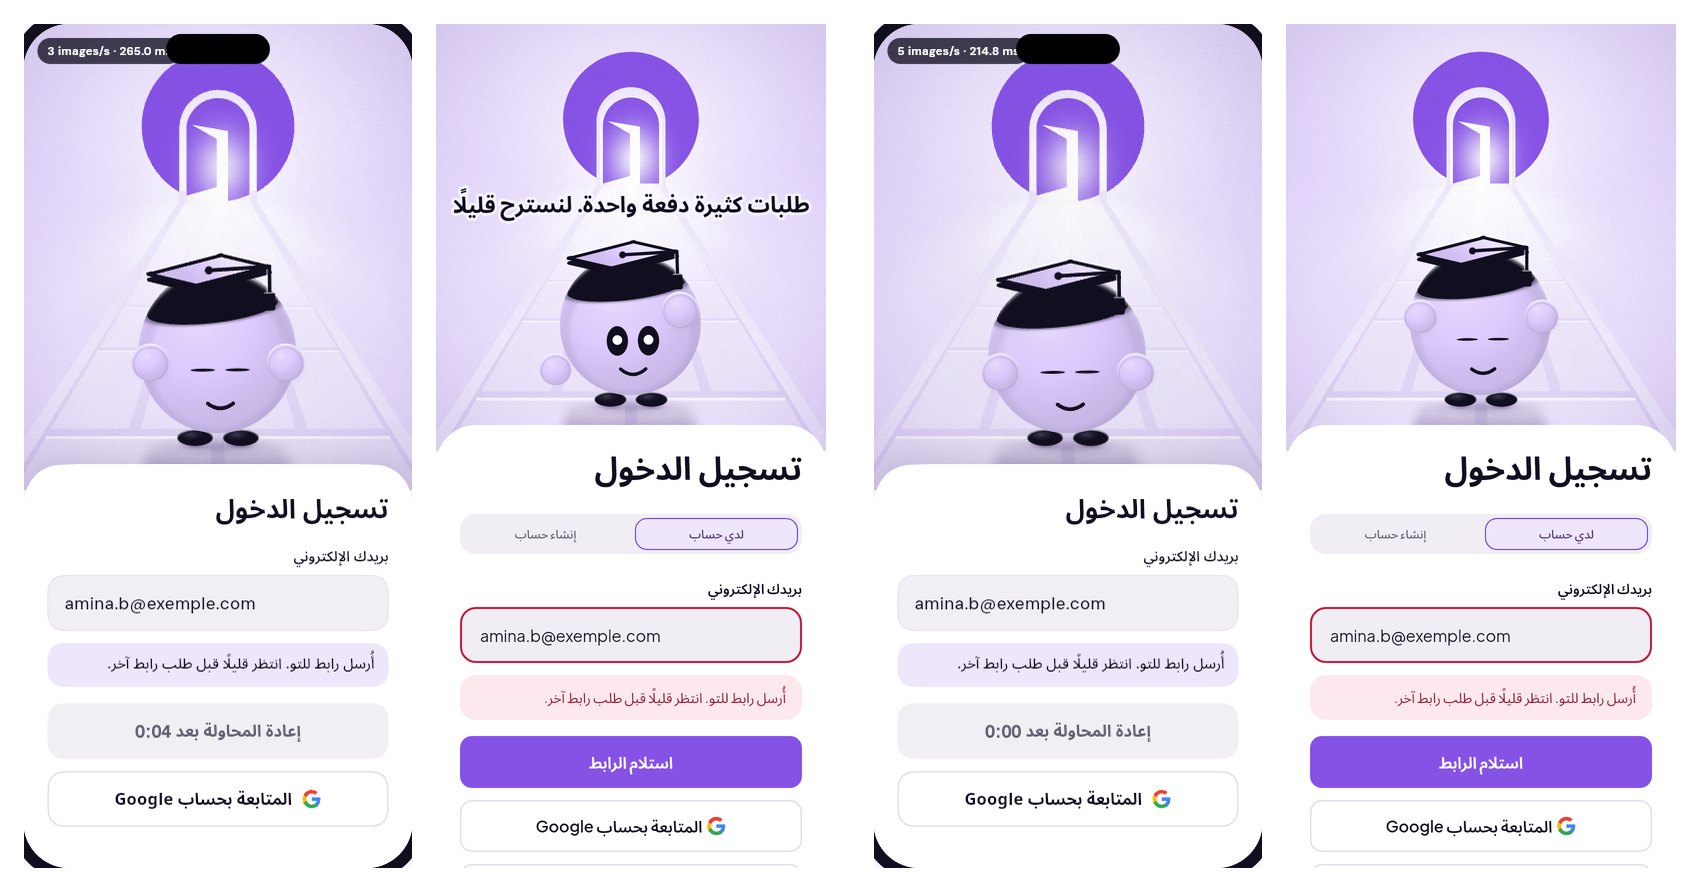 3 images/s · 265.0 m
تسجيل الدخول
بريدك الإلكتروني
amina.b@exemple.com
أُرسل رابط للتو. انتظر قليلًا قبل طلب رابط آخر.
إعادة المحاولة بعد 0:04
المتابعة بحساب Google
طلبات كثيرة دفعة واحدة. لنسترح قليلًا
تسجيل الدخول
لدي حساب
إنشاء حساب
بريدك الإلكتروني
amina.b@exemple.com
أُرسل رابط للتو. انتظر قليلًا قبل طلب رابط آخر.
استلام الرابط
المتابعة بحساب Google
5 images/s · 214.8 ms
تسجيل الدخول
بريدك الإلكتروني
amina.b@exemple.com
أُرسل رابط للتو. انتظر قليلًا قبل طلب رابط آخر.
إعادة المحاولة بعد 0:00
المتابعة بحساب Google
تسجيل الدخول
لدي حساب
إنشاء حساب
بريدك الإلكتروني
amina.b@exemple.com
أُرسل رابط للتو. انتظر قليلًا قبل طلب رابط آخر.
استلام الرابط
المتابعة بحساب Google